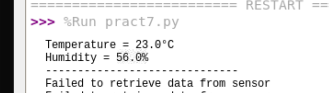 ================================ RESTART ==
>>> %Run pract7.py
Temperature = 23.0°C
Humidity = 56.0%
-----------------------------
Failed to retrieve data from sensor